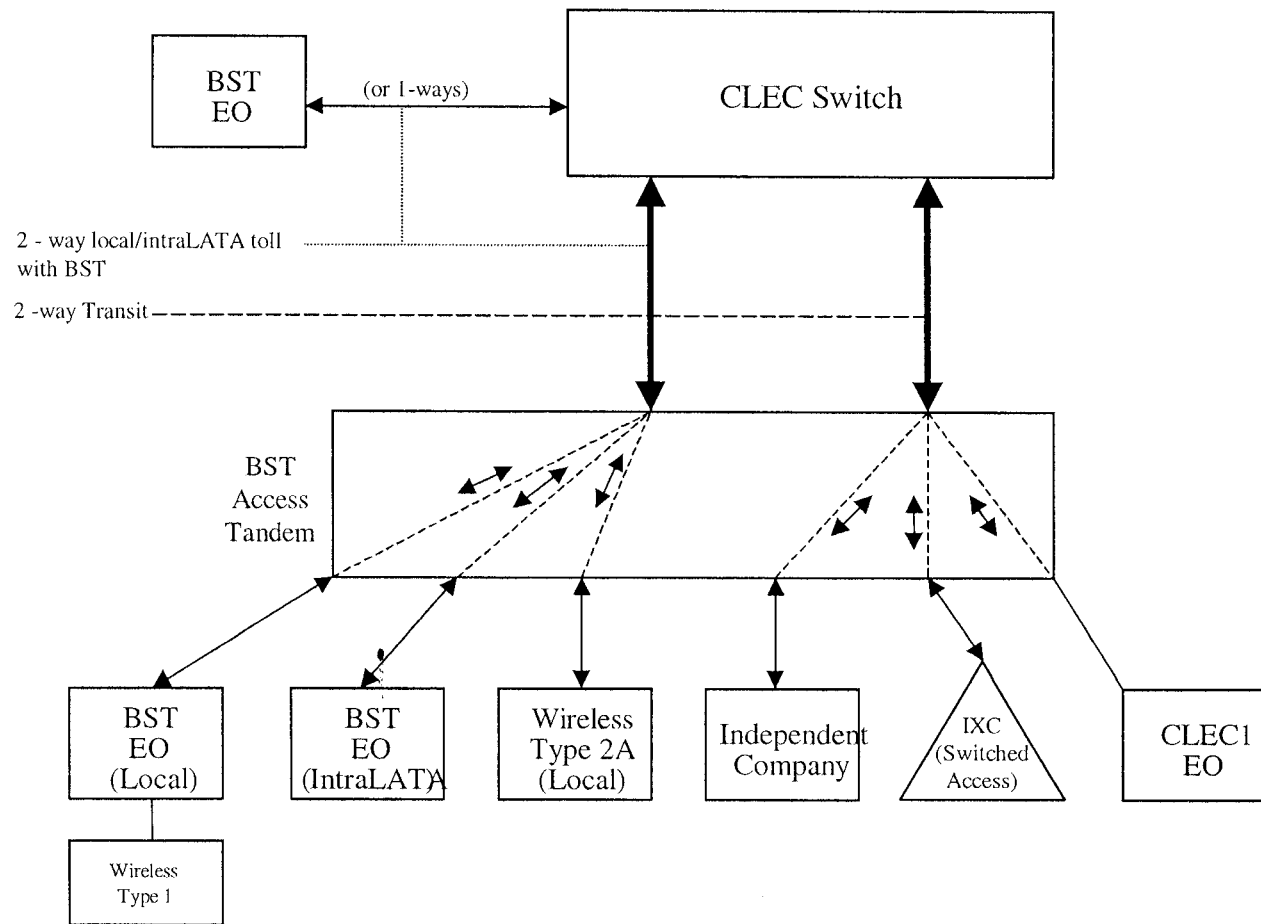 BST
EO
(or 1-ways)
CLEC Switch
2 - way local/intraLATA toll
with BST
2 -way Transit
BST
Access
Tandem
BST
EO
(Local)
BST
EO
(IntraLATA)
Wireless
Type 2A
(Local)
Independent
Company
IXC
(Switched
Access)
CLEC1
EO
Wireless
Type 1